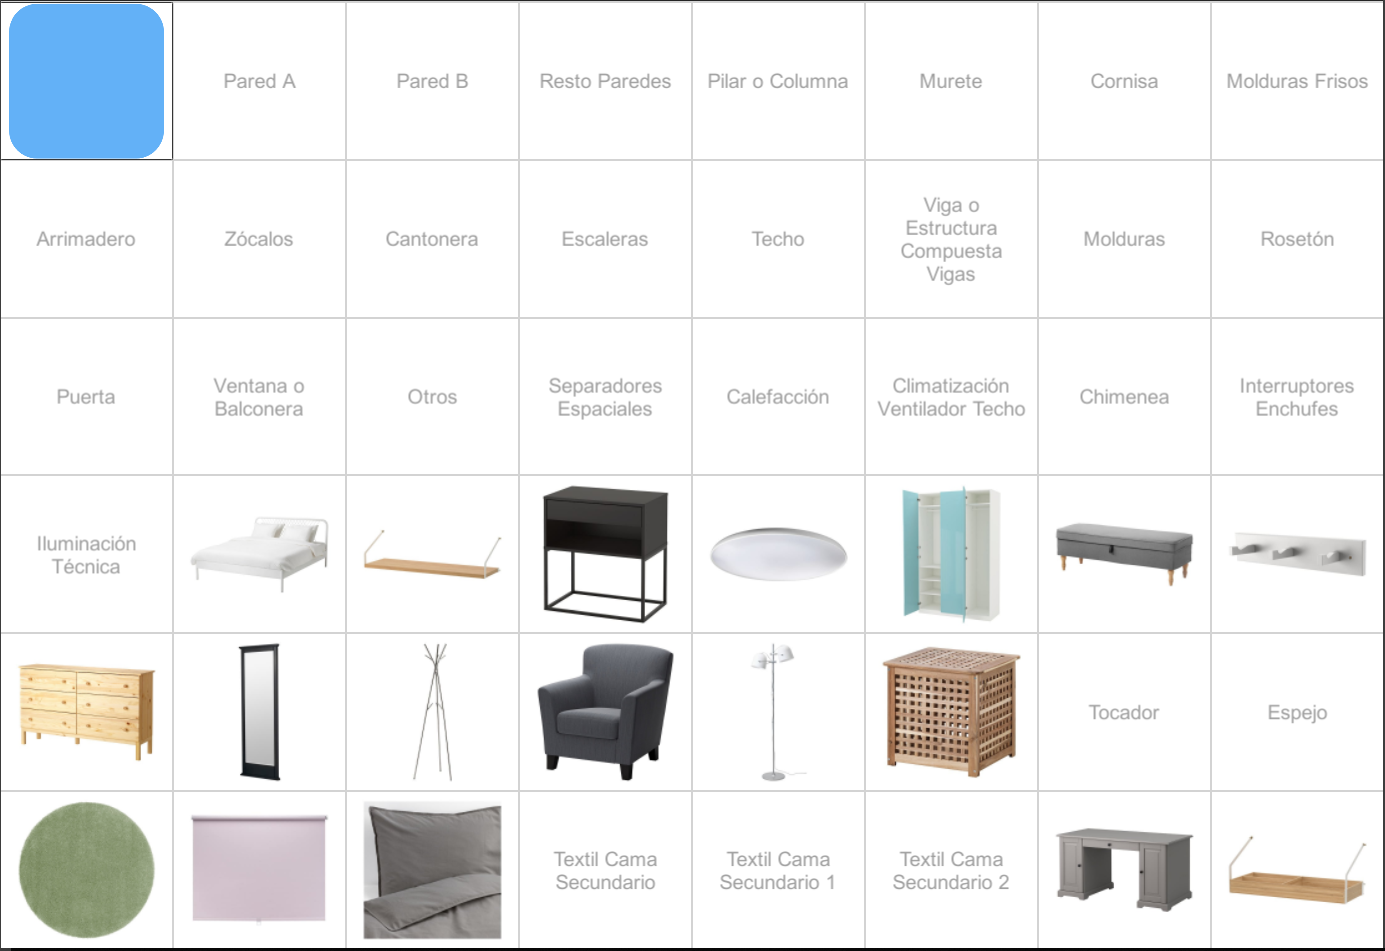 Pared A
Pared B
Resto Paredes
Pilar o Columna
Murete
Cornisa
Molduras Frisos
Arrimadero
Zócalos
Cantonera
Escaleras
Techo
Viga o
Estructura
Compuesta
Vigas
Molduras
Rosetón
Puerta
Ventana o
Balconera
Otros
Separadores
Espaciales
Calefacción
Climatización
Ventilador Techo
Chimenea
Interruptores
Enchufes
Iluminación
Técnica
Tocador
Espejo
Textil Cama
Secundario
Textil Cama
Secundario 1
Textil Cama
Secundario 2